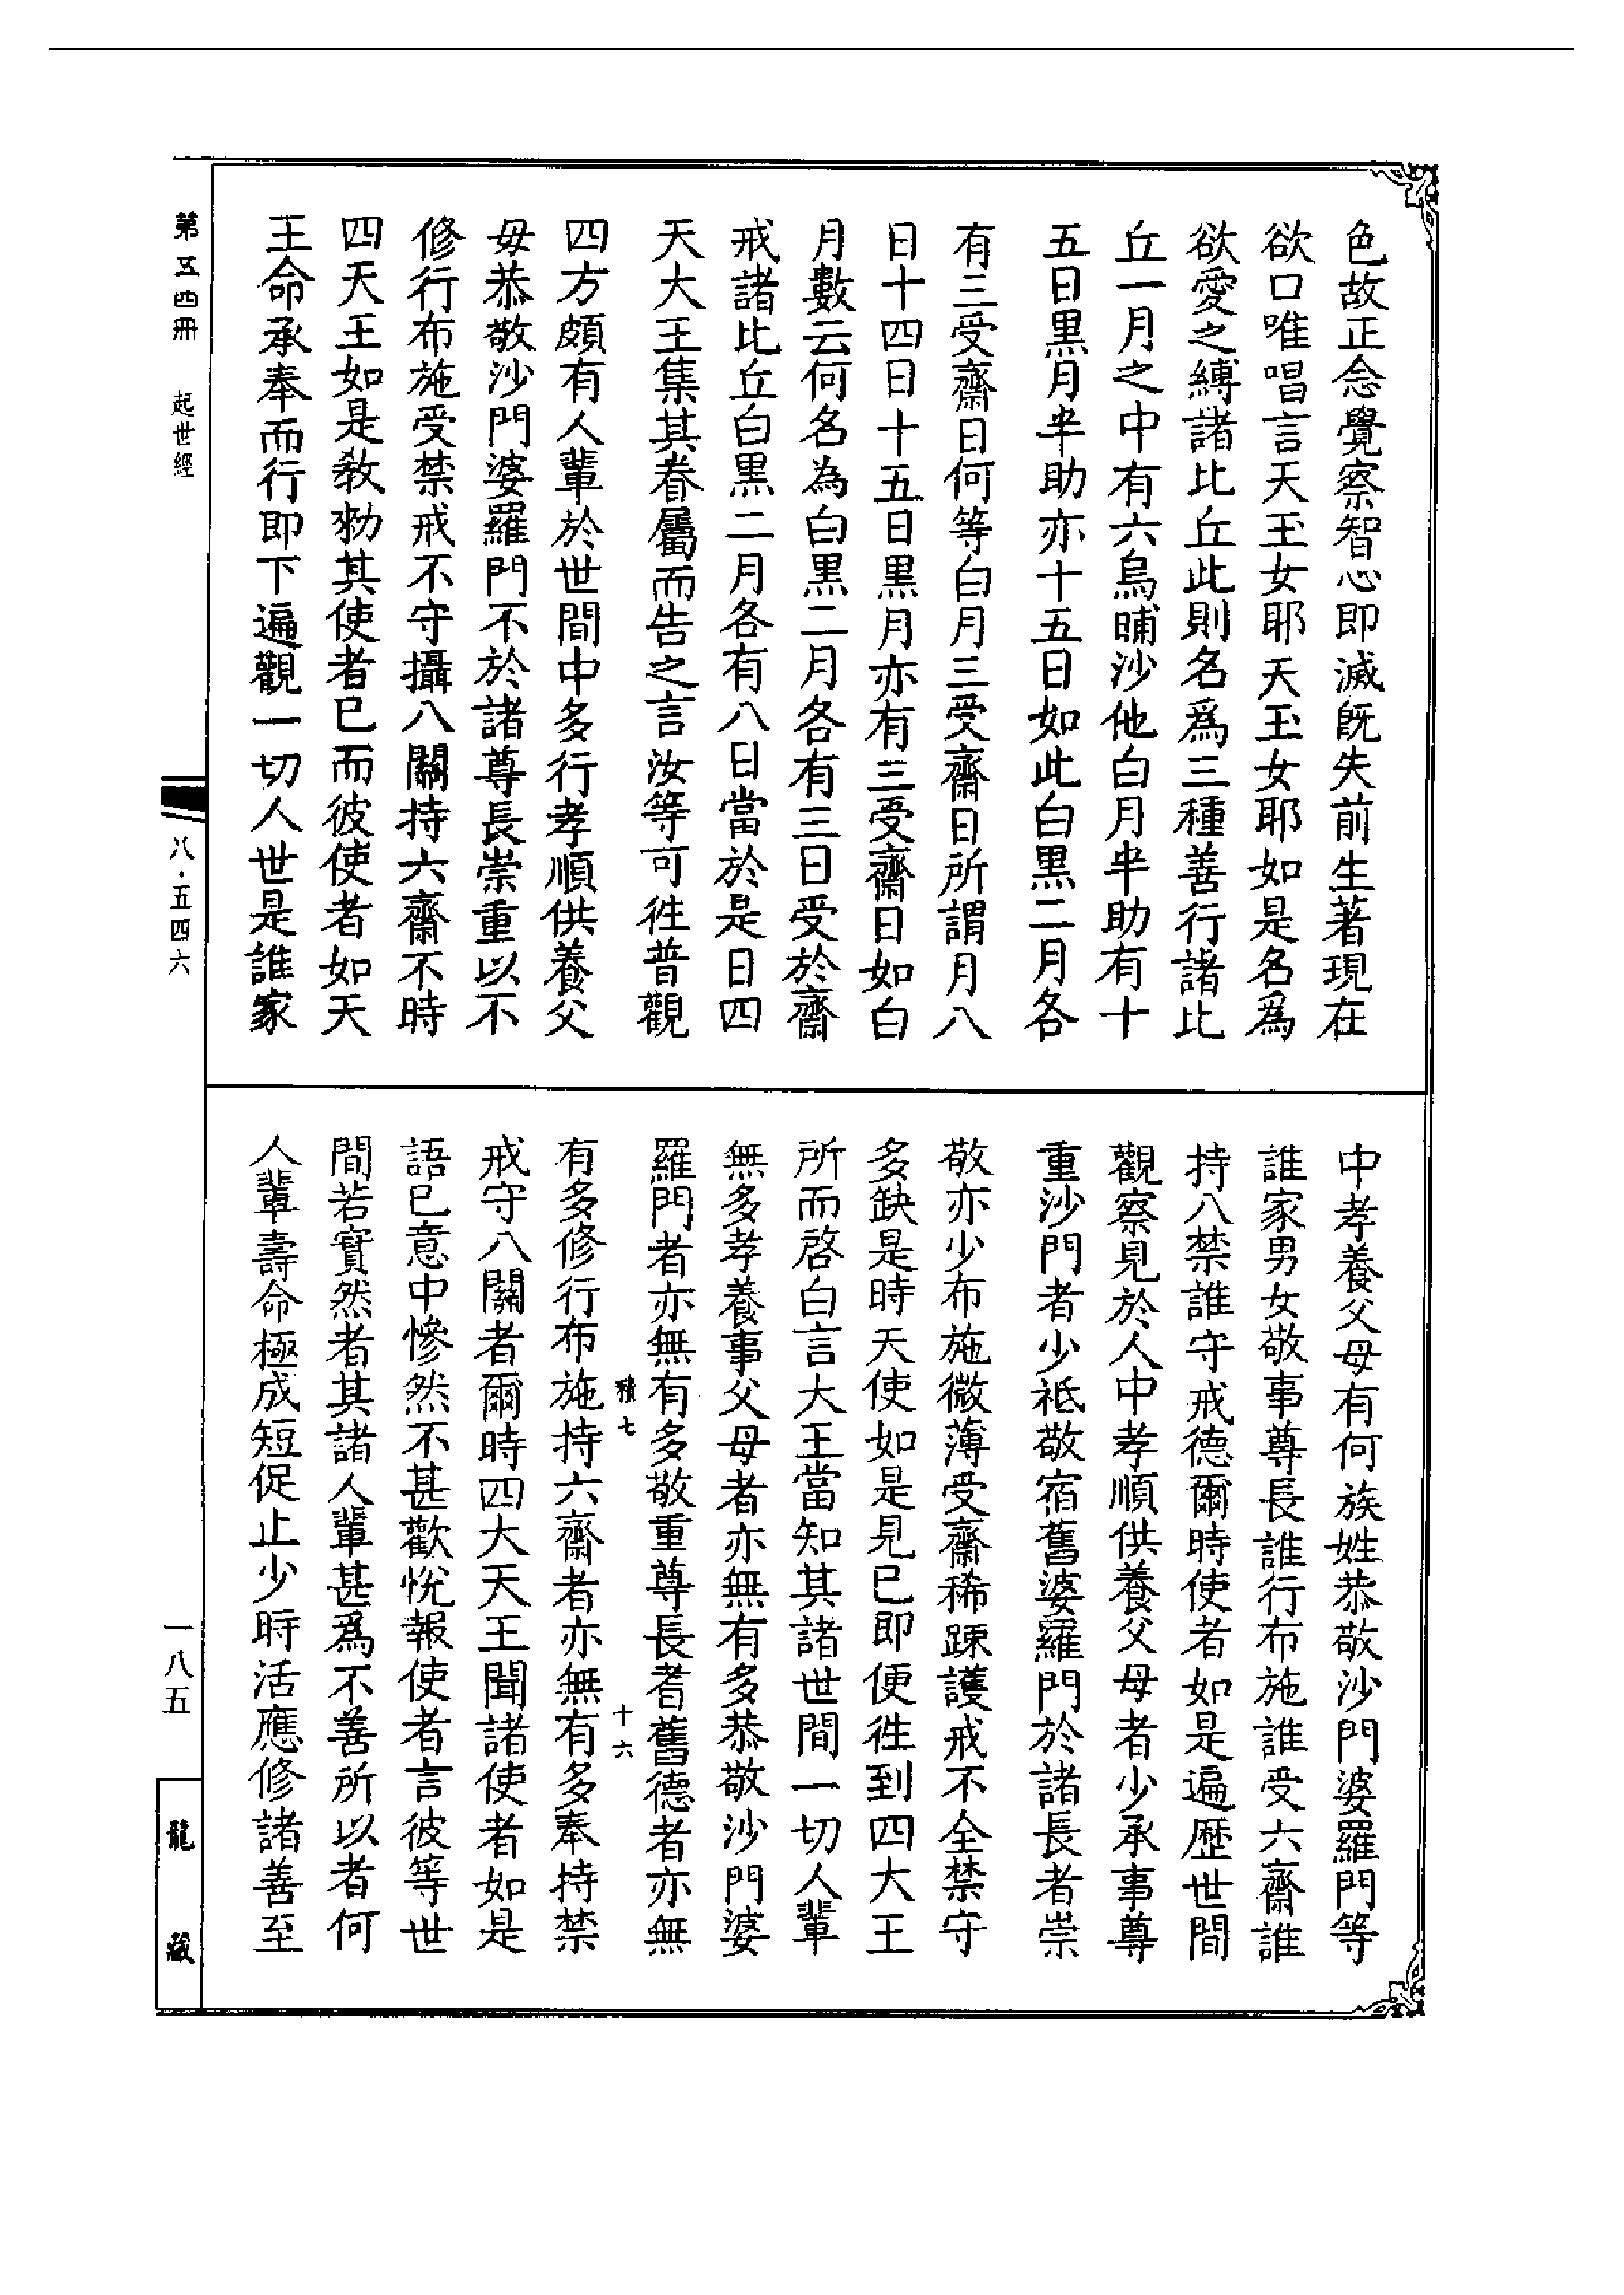 色故正念覺察智心即滅旣失前生著現在
欲口唯唱言天玉女耶天玉女耶如是名爲
欲愛之縛諸比丘此則名爲三種善行諸比
丘一月之中有六烏晡沙他白月半助有十
五日黑月半助亦十五日如此白黑二月各
有三受齋日何等白月三受齋日所謂月八
日十四日十五日黑月亦有三受齋日如白
月數云何名為白黑二月各有三日受於齋
戒諸比丘白黑二月各有八日當於是日四
天大王集其眷屬而告之言汝等可徃普觀
四方頗有人輩於世間中多行孝順供養父
母恭敬沙門婆羅門不於諸尊長崇重以不
修行布施受禁戒不守攝八關持六齋不時
四天王如是教勑其使者已而彼使者如天
王命承奉而行即下遍觀一切人世是誰家
中孝養父母有何族姓恭敬沙門婆羅門等
誰家男女敬事尊長誰行布施誰受六齋誰
持八禁誰守戒德爾時使者如是遍歷世間
觀察見於人中孝順供養父母者少承事尊
重沙門者少祗敬宿舊婆羅門於諸長者崇
敬亦少布施微薄受齋稀踈護戒不全禁守
多缺是時天使如是見已即便徃到四大王
所而啓白言大王當知其諸世間一切人輩
無多孝養事父母者亦無有多恭敬沙門婆
羅門者亦無有多敬重尊長耆舊德者亦無
積七　十六
有多修行布施持六齋者亦無有多奉持禁
戒守八關者爾時四大天王聞諸使者如是
語已意中慘然不甚歡悅報使者言彼等世
間若實然者其諸人輩甚爲不善所以者何
人輩壽命極成短促止少時活應修諸善至
第五四冊　起世經
八·五四六
一八五
龍藏